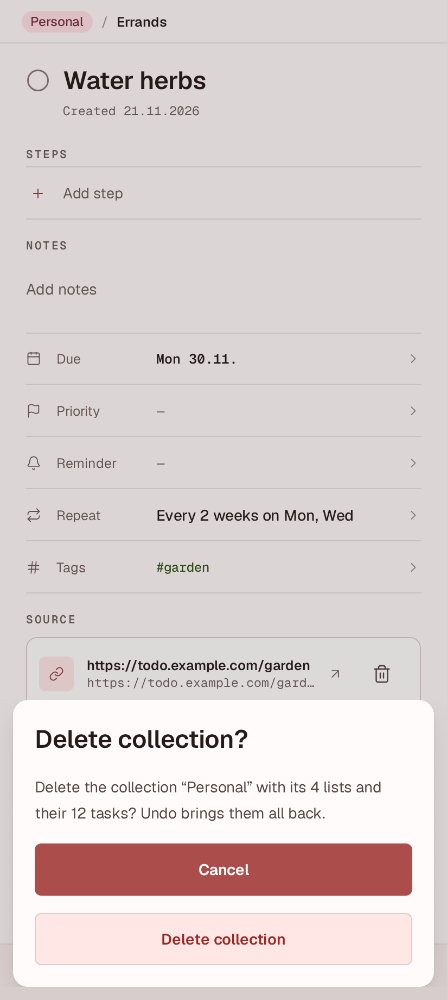 Personal / Errands
Water herbs
Created 21.11.2026
STEPS
Add step
NOTES
Add notes
Due Mon 30.11.
Priority –
Reminder –
Repeat Every 2 weeks on Mon, Wed
Tags #garden
SOURCE
https://todo.example.com/garden
https://todo.example.com/gard…
Delete collection?
Delete the collection “Personal” with its 4 lists and
their 12 tasks? Undo brings them all back.
Cancel
Delete collection